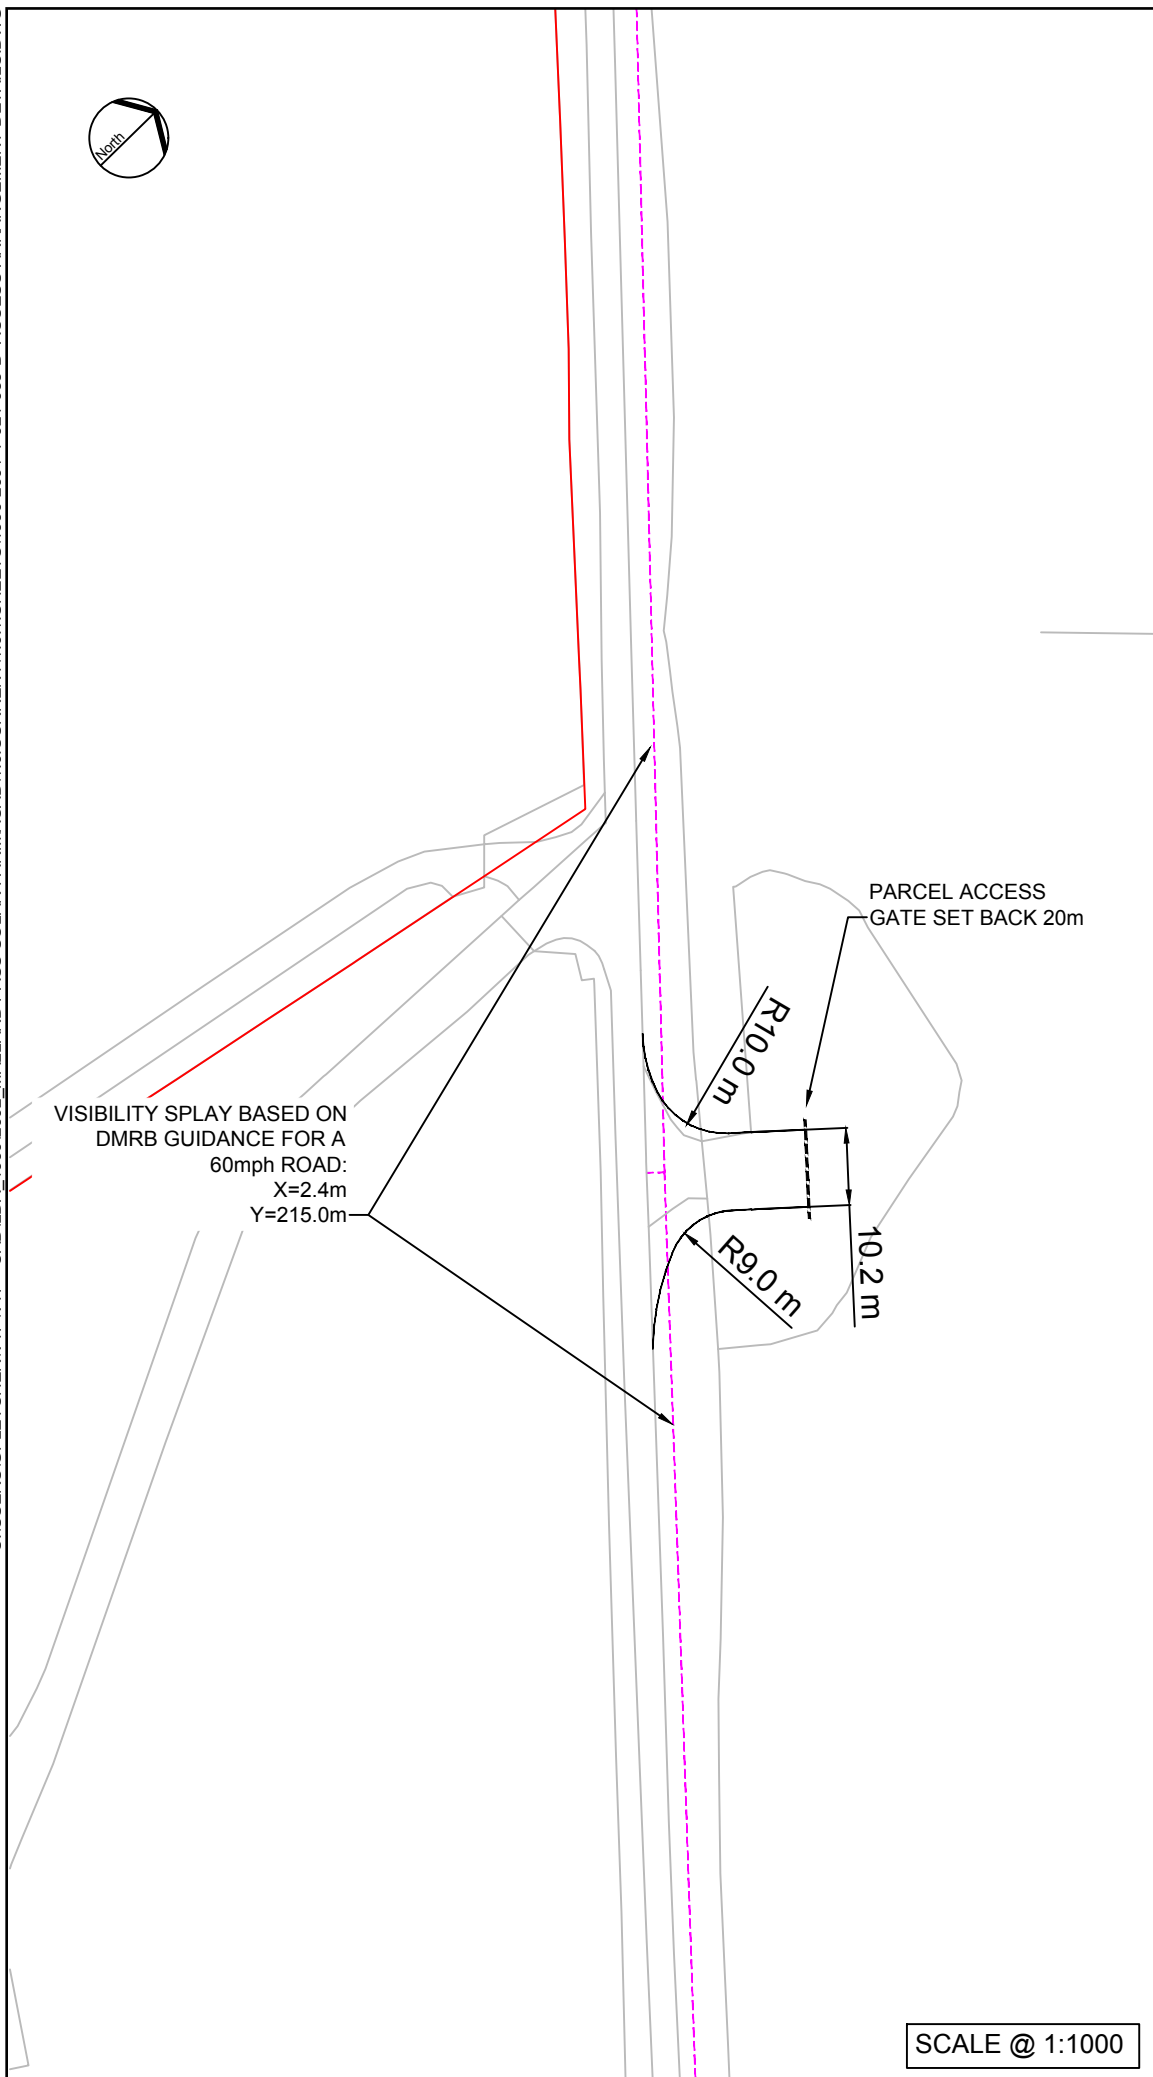 North
PARCEL ACCESS
GATE SET BACK 20m
R10.0 m
VISIBILITY SPLAY BASED ON
DMRB GUIDANCE FOR A
60mph ROAD:
X=2.4m
Y=215.0m
R9.0 m
10.2 m
SCALE @ 1:1000